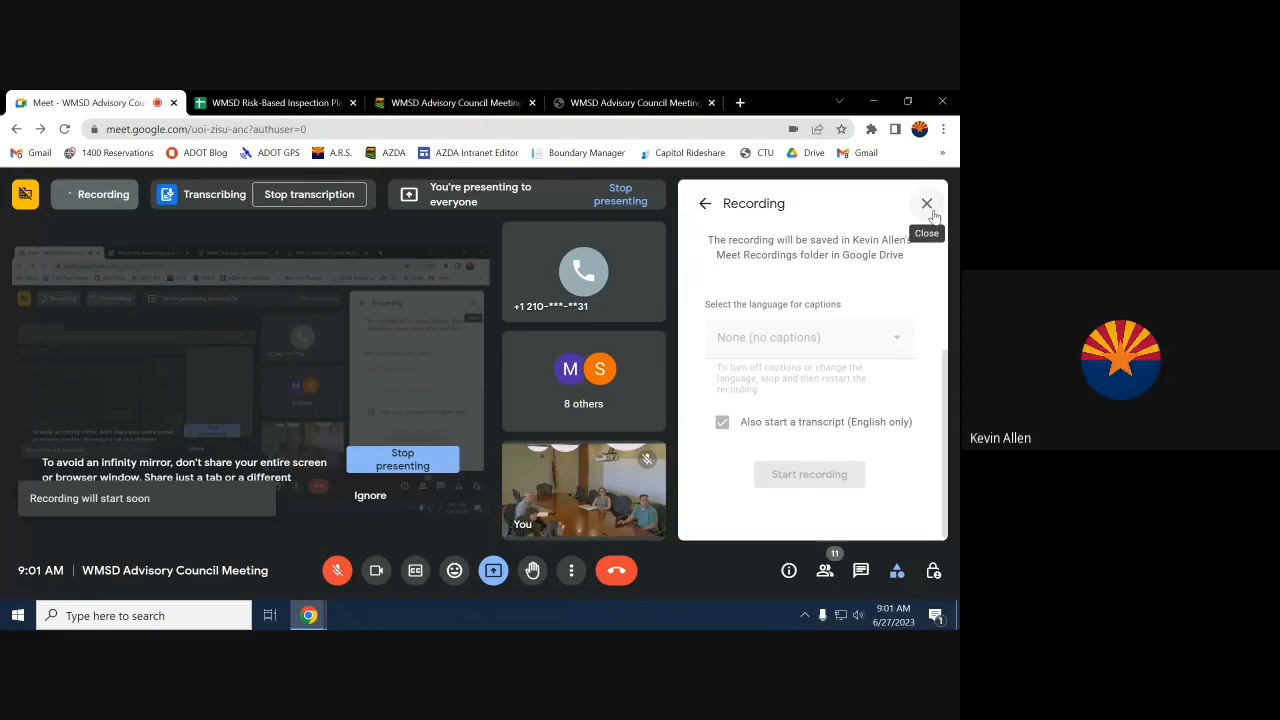 Meet - WMSD Advisory Cou
WMSD Risk-Based Inspection Pla
WMSD Advisory Council Meeting
WMSD Advisory Council Meeting
meet.google.com/uoi-zisu-anc?authuser=0
Gmail
1400 Reservations
ADOT Blog
ADOT GPS
A.R.S.
AZDA
AZDA Intranet Editor
Boundary Manager
Capitol Rideshare
CTU
Drive
Gmail
»
Recording
Transcribing
Stop transcription
You're presenting to
everyone
Stop
presenting
Recording
Close
The recording will be saved in Kevin Allen's
Meet Recordings folder in Google Drive
Select the language for captions
None (no captions)
To turn off captions or change the
language, stop and then restart the
recording
Also start a transcript (English only)
Start recording
+1 210-***-**31
M S
8 others
You
To avoid an infinity mirror, don't share your entire screen
or browser window. Share just a tab or a different
Stop
presenting
Ignore
Recording will start soon
9:01 AM | WMSD Advisory Council Meeting
11
Type here to search
9:01 AM
6/27/2023
1
Kevin Allen